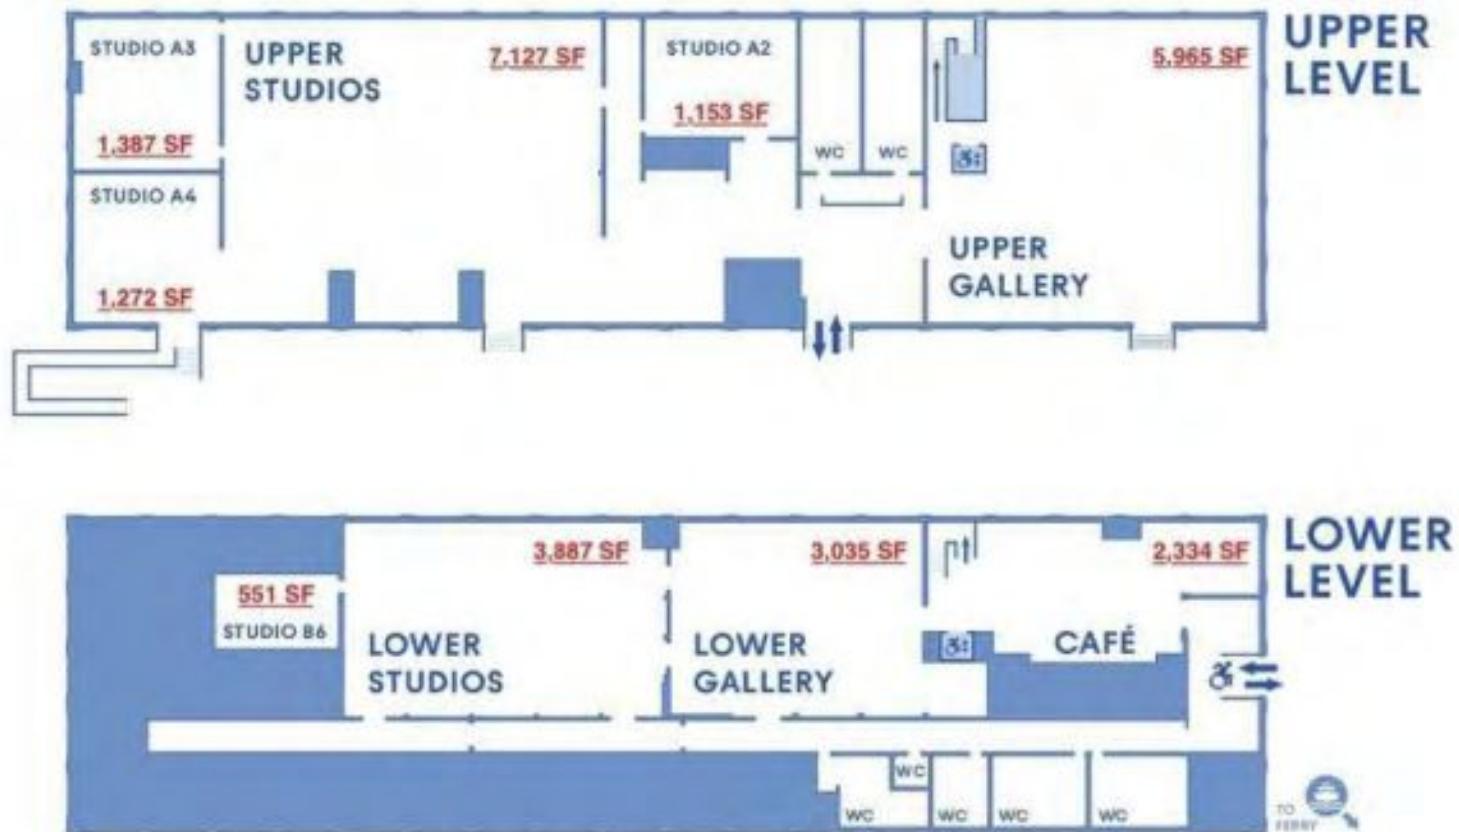 STUDIO A3
UPPER
STUDIOS
7,127 SF
STUDIO A2
5,965 SF
UPPER
LEVEL
1,387 SF
1,153 SF
WC
WC
STUDIO A4
1,272 SF
UPPER
GALLERY
3,887 SF
3,035 SF
2,334 SF
LOWER
LEVEL
551 SF
STUDIO B6
LOWER
STUDIOS
LOWER
GALLERY
CAFÉ
WC
WC
WC
WC
WC
TO
FERRY